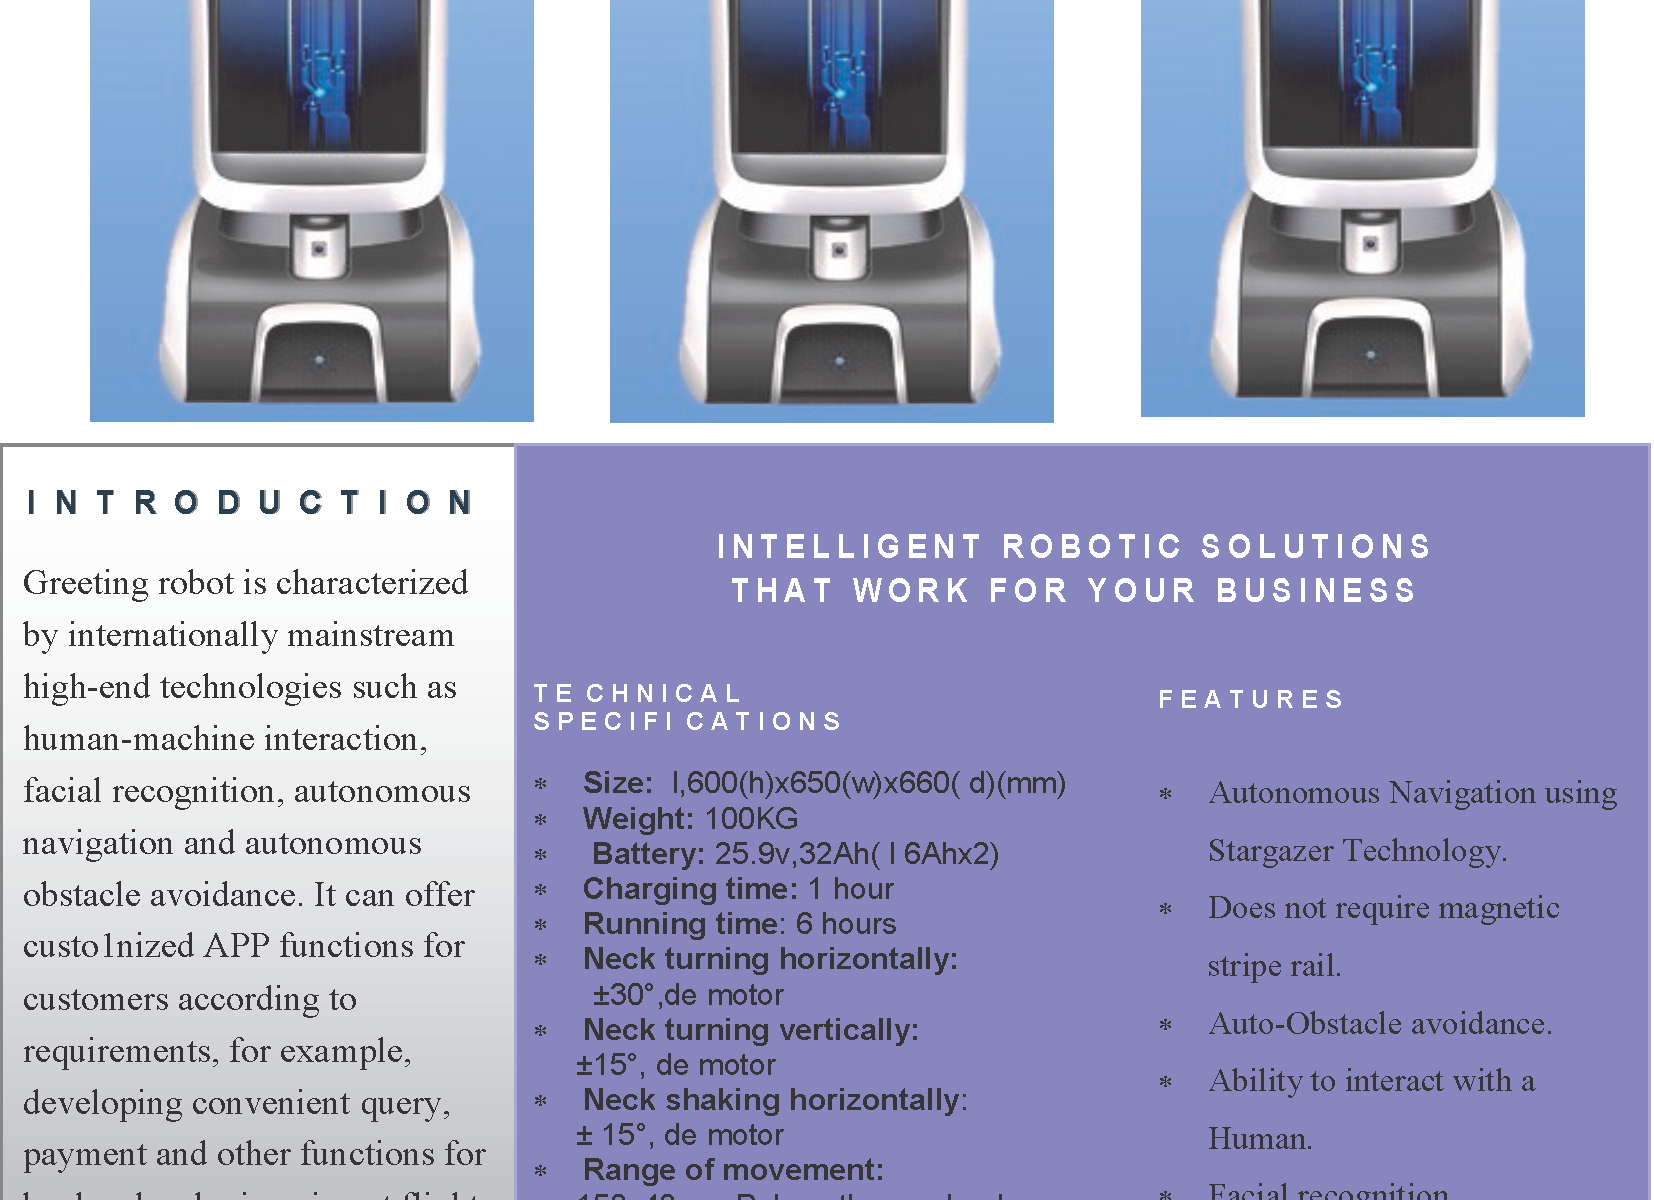 INTRODUCTION
Greeting robot is characterized
by internationally mainstream
high-end technologies such as
human-machine interaction,
facial recognition, autonomous
navigation and autonomous
obstacle avoidance. It can offer
custo1nized APP functions for
customers according to
requirements, for example,
developing convenient query,
payment and other functions for
INTELLIGENT ROBOTIC SOLUTIONS
THAT WORK FOR YOUR BUSINESS
TE CHNICAL
SPECIFI CATIONS
* Size: l,600(h)x650(w)x660( d)(mm)
* Weight: 100KG
* Battery: 25.9v,32Ah( l 6Ahx2)
* Charging time: 1 hour
* Running time: 6 hours
* Neck turning horizontally:
±30°,de motor
* Neck turning vertically:
±15°, de motor
* Neck shaking horizontally:
± 15°, de motor
* Range of movement:
FEATURES
* Autonomous Navigation using
Stargazer Technology.
* Does not require magnetic
stripe rail.
* Auto-Obstacle avoidance.
* Ability to interact with a
Human.
* Facial recognition